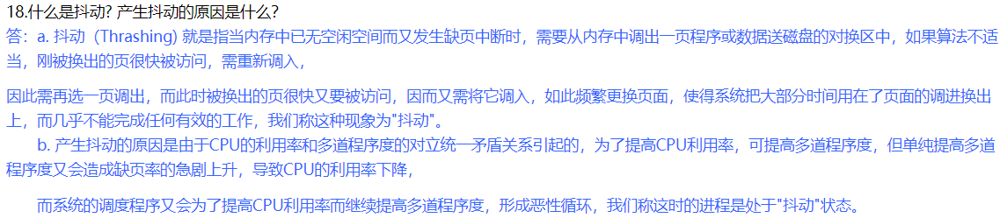 18.什么是抖动? 产生抖动的原因是什么?
答：a. 抖动（Thrashing) 就是指当内存中已无空闲空间而又发生缺页中断时，需要从内存中调出一页程序或数据送磁盘的对换区中，如果算法不适
当，刚被换出的页很快被访问，需重新调入，
因此需再选一页调出，而此时被换出的页很快又要被访问，因而又需将它调入，如此频繁更换页面，使得系统把大部分时间用在了页面的调进换出
上，而几乎不能完成任何有效的工作，我们称这种现象为"抖动"。
b. 产生抖动的原因是由于CPU的利用率和多道程序度的对立统一矛盾关系引起的，为了提高CPU利用率，可提高多道程序度，但单纯提高多道
程序度又会造成缺页率的急剧上升，导致CPU的利用率下降，
而系统的调度程序又会为了提高CPU利用率而继续提高多道程序度，形成恶性循环，我们称这时的进程是处于"抖动"状态。